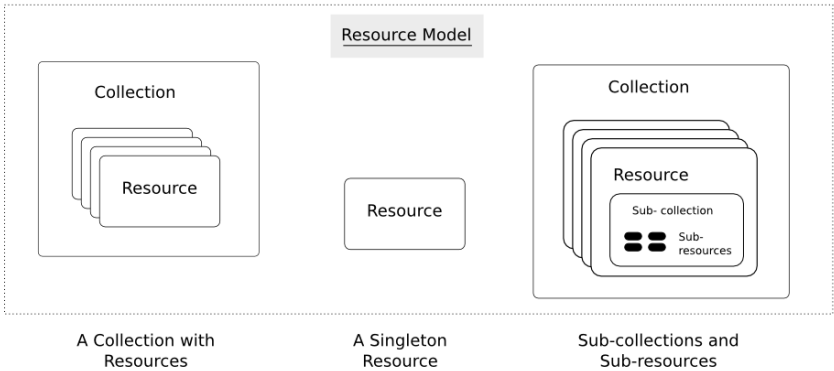 Resource Model
Collection
Resource
Resource
Collection
Resource
Sub- collection
Sub-
resources
A Collection with
Resources
A Singleton
Resource
Sub-collections and
Sub-resources